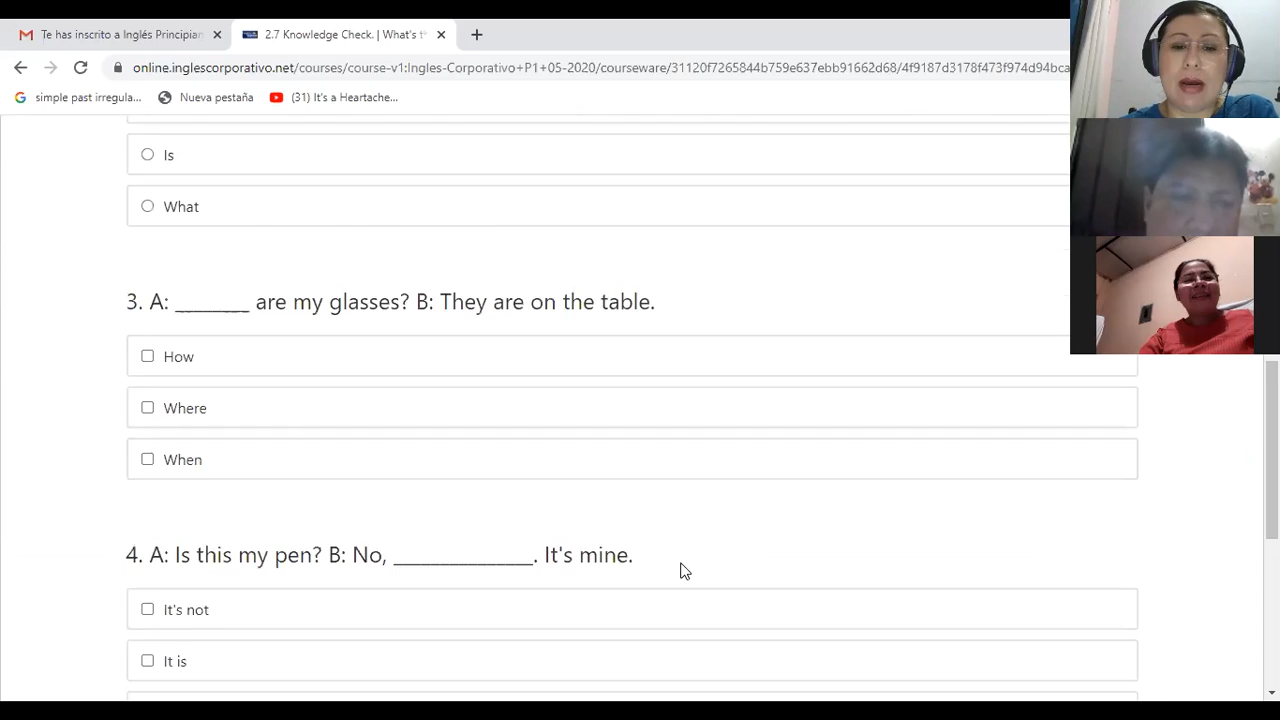 Te has inscrito a Inglés Principian
2.7 Knowledge Check. | What's t
online.inglescorporativo.net/courses/course-v1:Ingles-Corporativo+P1+05-2020/courseware/31120f7265844b759e637ebb91662d68/4f9187d3178f473f974d94bca
simple past irregula... Nueva pestaña (31) It's a Heartache...
Is
What
3. A: ________ are my glasses? B: They are on the table.
How
Where
When
4. A: Is this my pen? B: No, _______________. It's mine.
It's not
It is